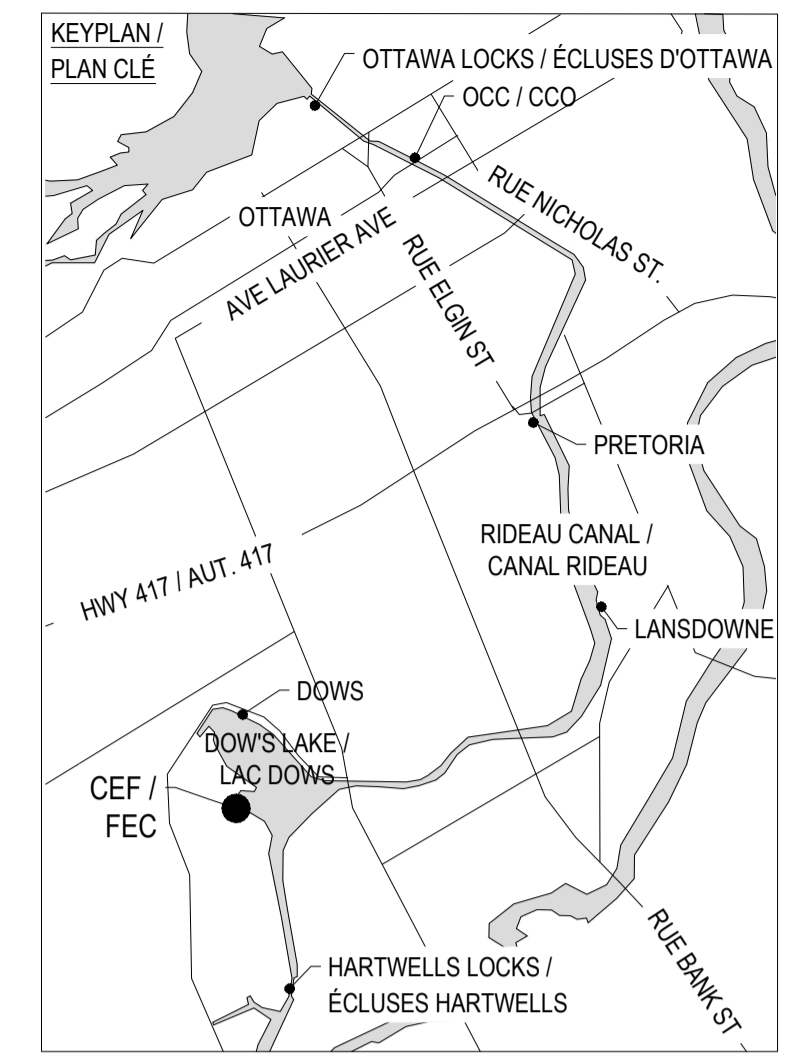 KEYPLAN /
PLAN CLÉ
OTTAWA LOCKS / ÉCLUSES D'OTTAWA
OCC / CCO
RUE NICHOLAS ST.
OTTAWA
AVE LAURIER AVE
RUE ELGIN ST
PRETORIA
RIDEAU CANAL /
CANAL RIDEAU
HWY 417 / AUT. 417
LANSDOWNE
DOWS
DOW'S LAKE /
LAC DOWS
CEF /
FEC
RUE BANK ST
HARTWELLS LOCKS /
ÉCLUSES HARTWELLS